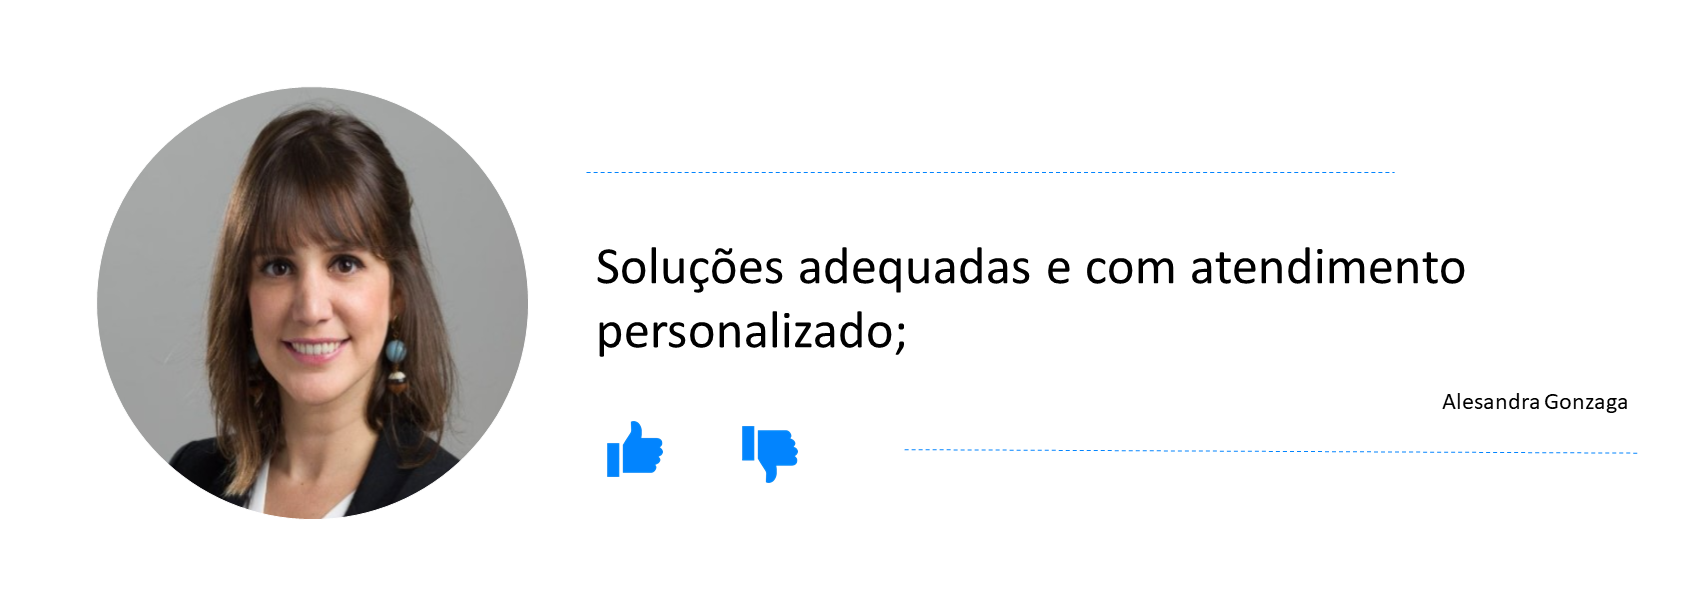 Soluções adequadas e com atendimento
personalizado;
Alesandra Gonzaga